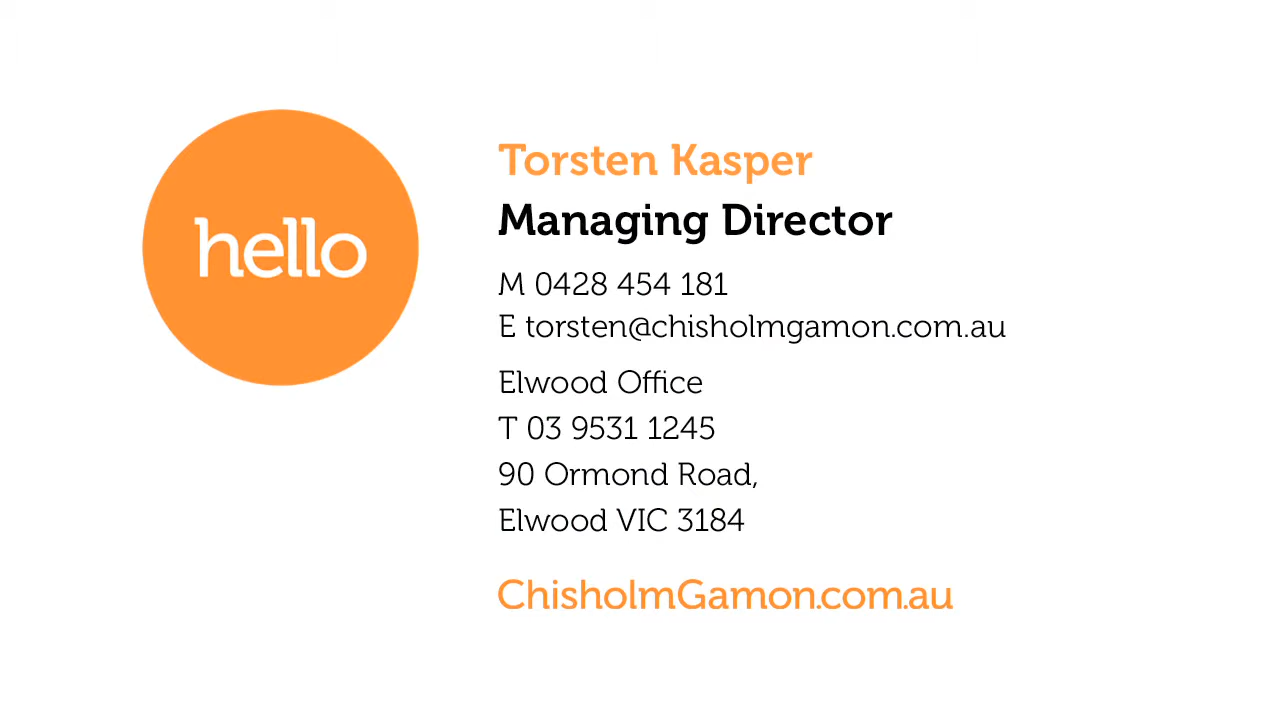 hello
Torsten Kasper
Managing Director
M 0428 454 181
E torsten@chisholmgamon.com.au
Elwood Office
T 03 9531 1245
90 Ormond Road,
Elwood VIC 3184
ChisholmGamon.com.au